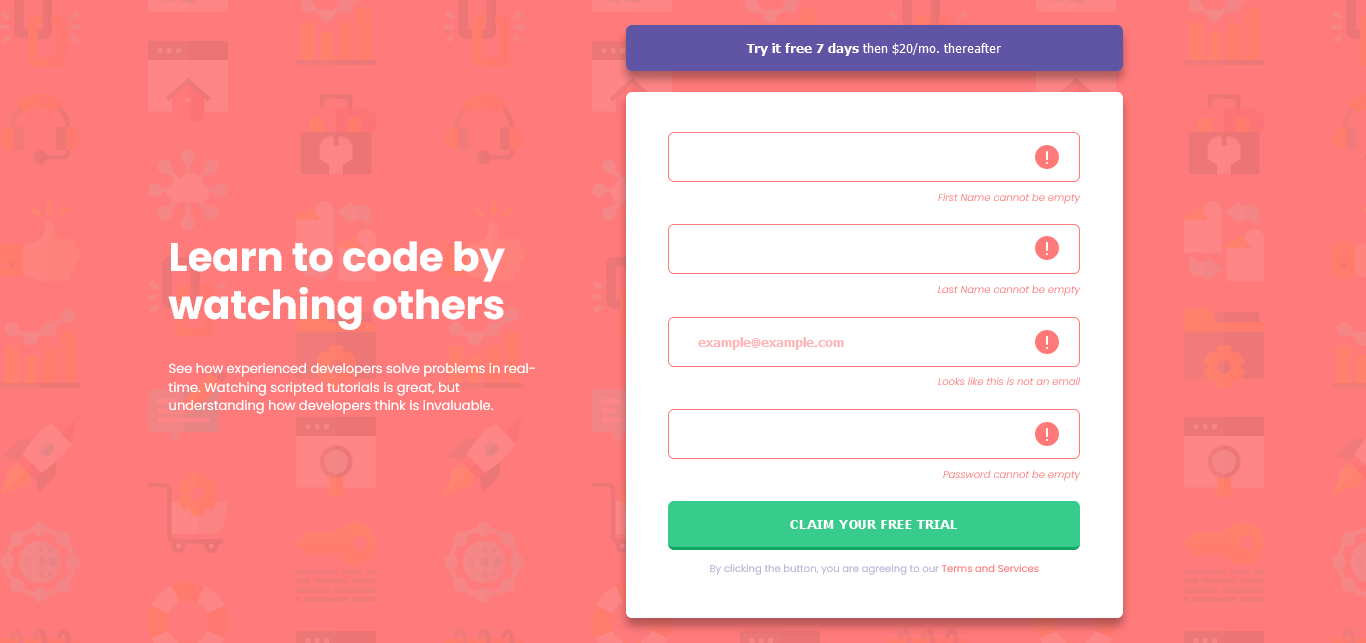 Try it free 7 days then $20/mo. thereafter
Learn to code by
watching others
See how experienced developers solve problems in real-
time. Watching scripted tutorials is great, but
understanding how developers think is invaluable.
First Name cannot be empty
Last Name cannot be empty
example@example.com
Looks like this is not an email
Password cannot be empty
CLAIM YOUR FREE TRIAL
By clicking the button, you are agreeing to our Terms and Services